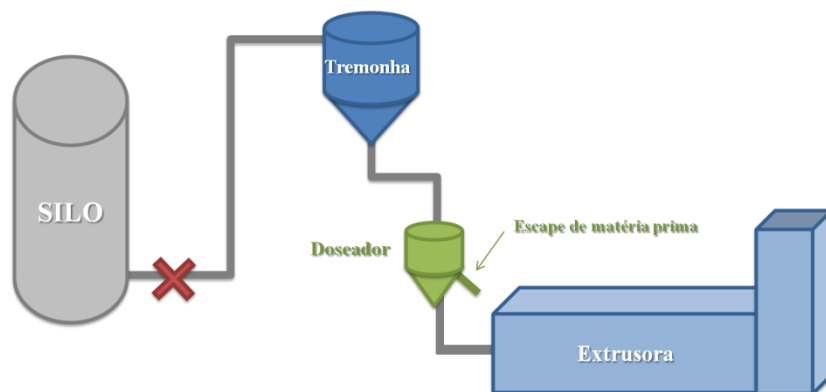 Tremonha
SILO
Escape de matéria prima
Doseador
Extrusora